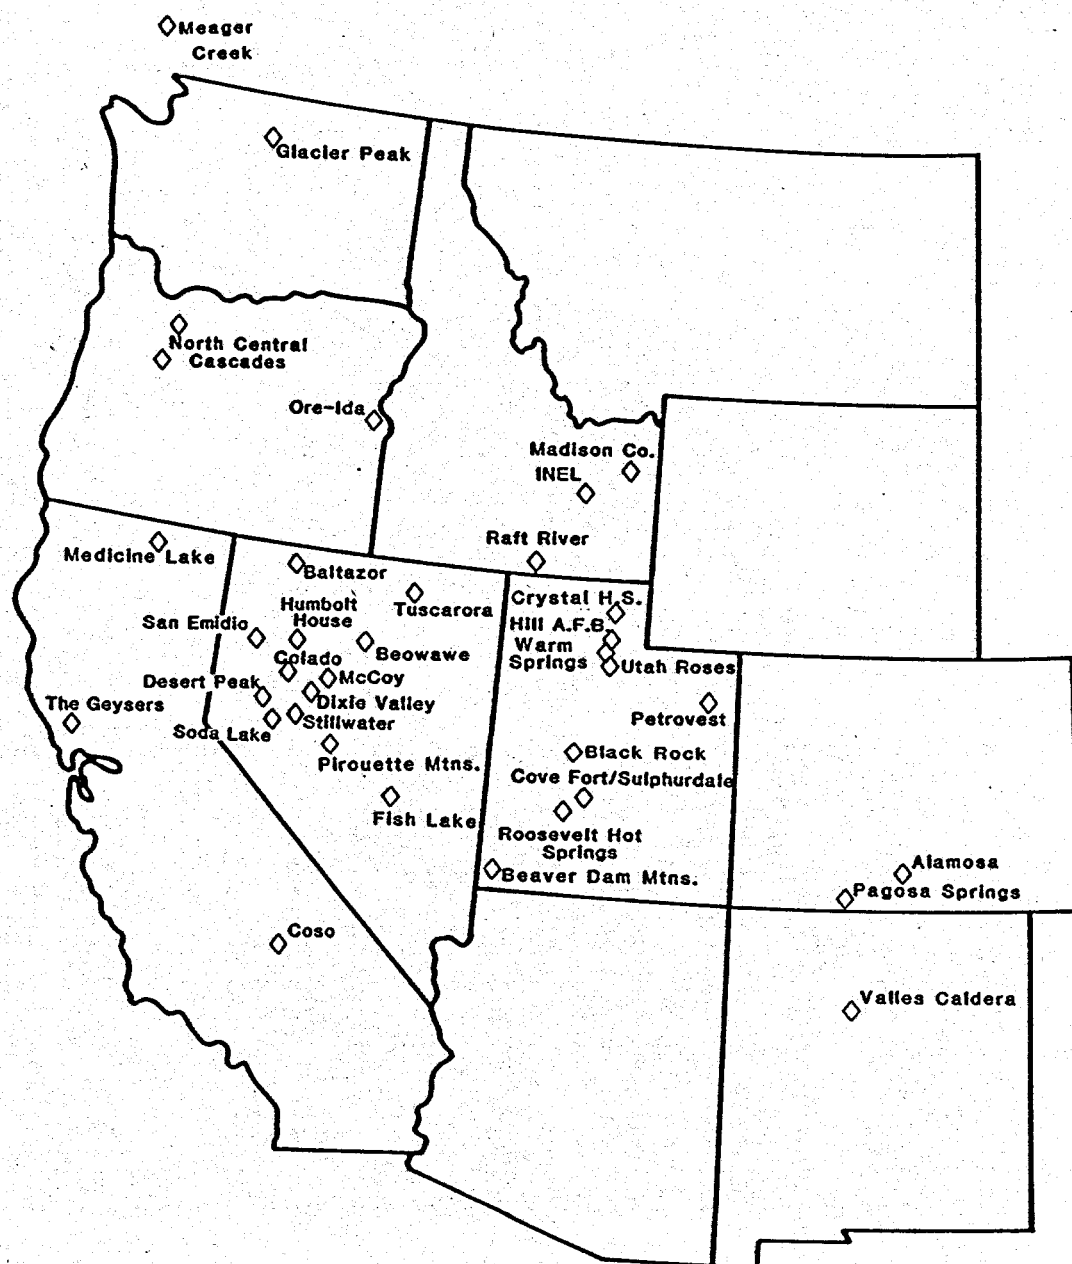 Meager
Creek
Glacier Peak
North Central
Cascades
Ore-Ida
Madison Co.
INEL
Raft River
Medicine Lake
Baltazor
Tuscarora
Crystal H.S.
Humbolt
House
San Emidio
Hill A.F.B.
Warm
Springs
Beowawe
Colado
Utah Roses
McCoy
Desert Peak
Dixie Valley
The Geysers
Stillwater
Petrovest
Soda Lake
Black Rock
Pirouette Mtns.
Cove Fort/Sulphurdale
Fish Lake
Roosevelt Hot
Springs
Alamosa
Beaver Dam Mtns.
Pagosa Springs
Coso
Valles Caldera